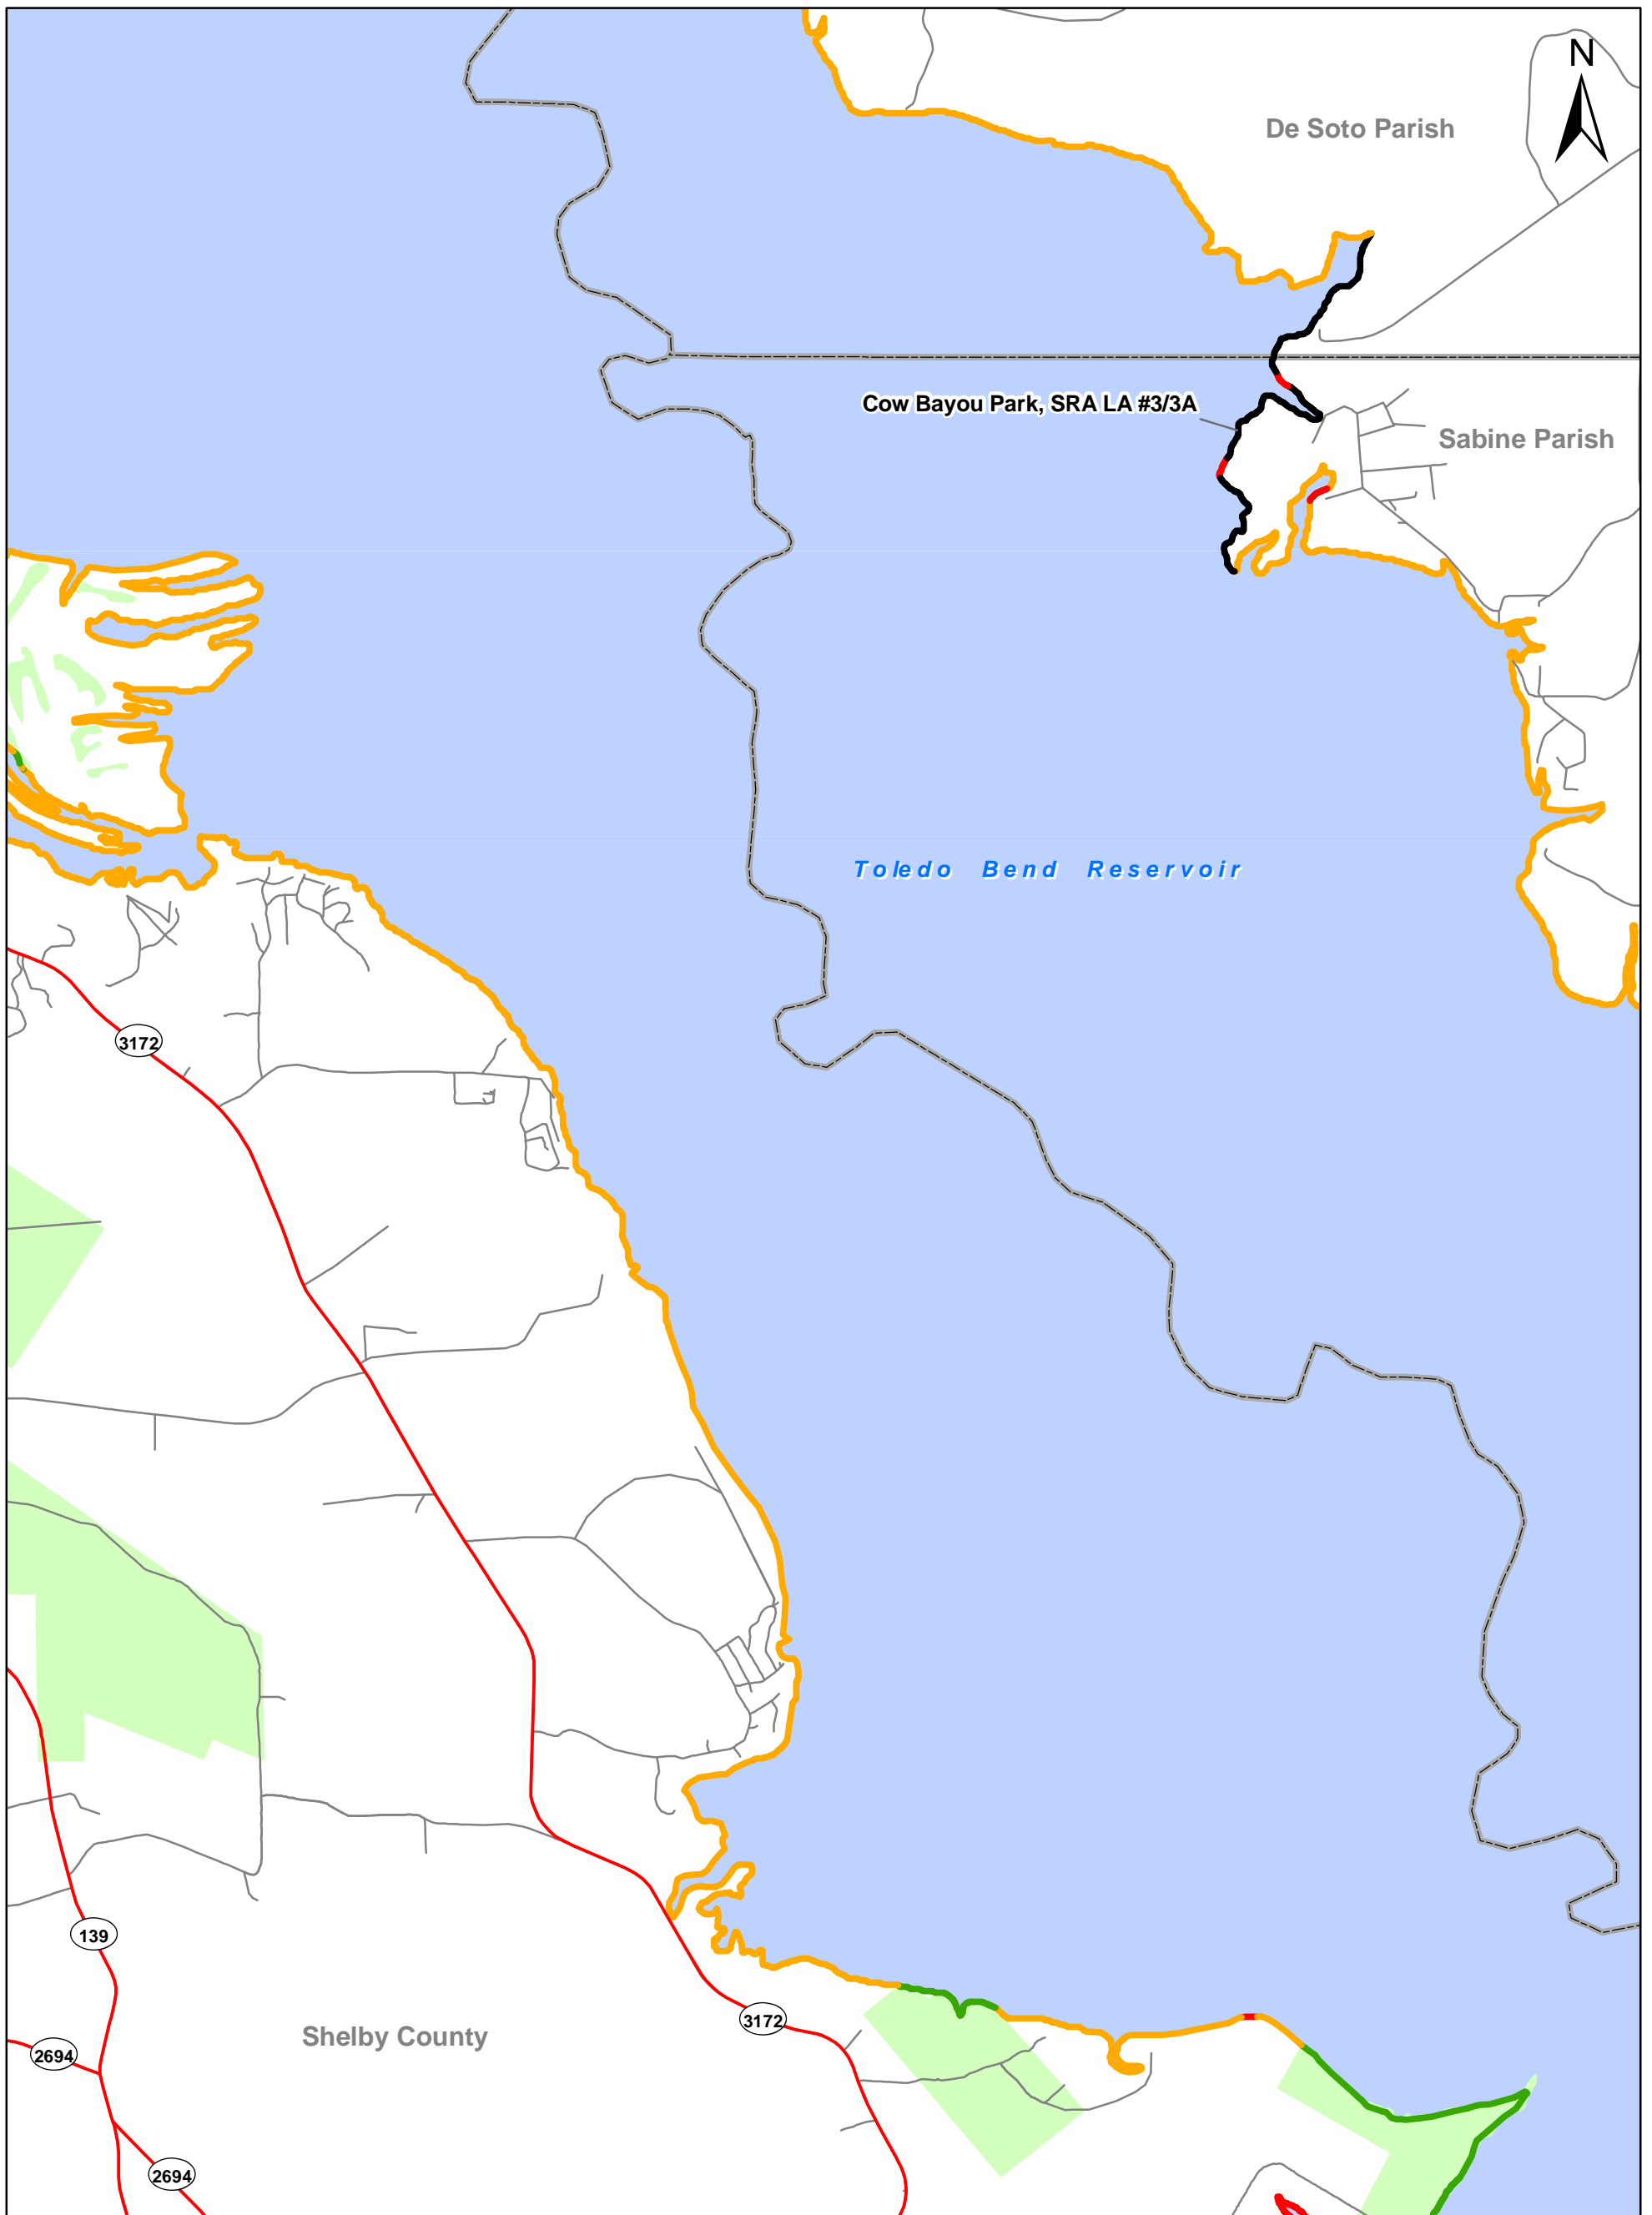 N
De Soto Parish
Cow Bayou Park, SRA LA #3/3A
Sabine Parish
Toledo Bend Reservoir
3172
139
Shelby County
3172
2694
2694